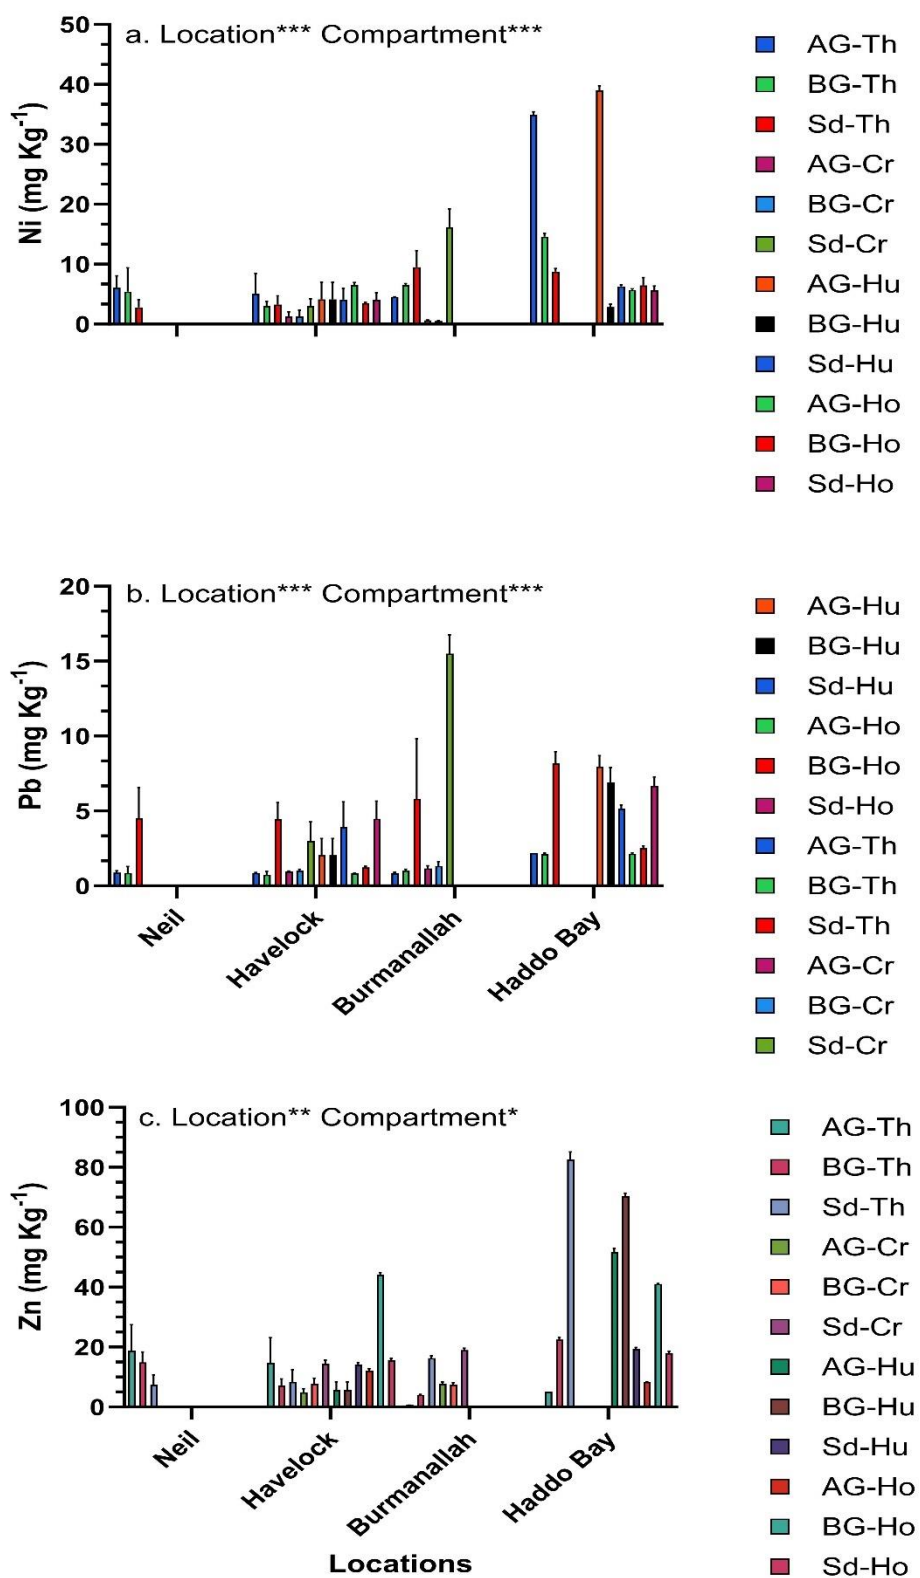 a. Location*** Compartment***
Ni (mg Kg-1)
50
40
30
20
10
0
AG-Th
BG-Th
Sd-Th
AG-Cr
BG-Cr
Sd-Cr
AG-Hu
BG-Hu
Sd-Hu
AG-Ho
BG-Ho
Sd-Ho
b. Location*** Compartment***
Pb (mg Kg-1)
20
15
10
5
0
Neil
Havelock
Burmanallah
Haddo Bay
AG-Hu
BG-Hu
Sd-Hu
AG-Ho
BG-Ho
Sd-Ho
AG-Th
BG-Th
Sd-Th
AG-Cr
BG-Cr
Sd-Cr
c. Location** Compartment*
Zn (mg Kg-1)
100
80
60
40
20
0
Neil
Havelock
Burmanallah
Haddo Bay
Locations
AG-Th
BG-Th
Sd-Th
AG-Cr
BG-Cr
Sd-Cr
AG-Hu
BG-Hu
Sd-Hu
AG-Ho
BG-Ho
Sd-Ho